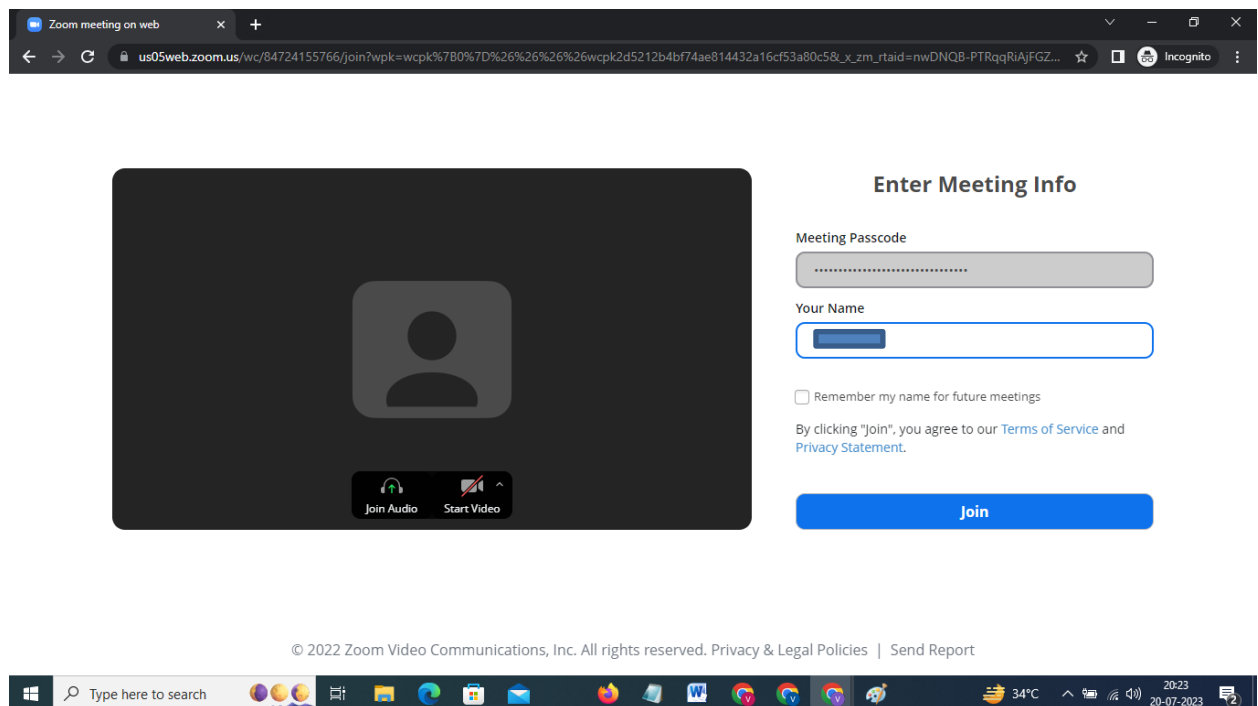 Zoom meeting on web
us05web.zoom.us/wc/84724155766/join?wpk=wcpk%7B0%7D%26%26%26%26wcpk2d5212b4bf74ae814432a16cf53a80c5&_x_zm_rtaid=nwDNQB-PTRqqRiAjFGZ...
Incognito
Enter Meeting Info
Meeting Passcode
Your Name
Remember my name for future meetings
By clicking "Join", you agree to our Terms of Service and
Privacy Statement.
Join Audio
Start Video
Join
© 2022 Zoom Video Communications, Inc. All rights reserved. Privacy & Legal Policies | Send Report
Type here to search
34°C
20:23
20-07-2023
2